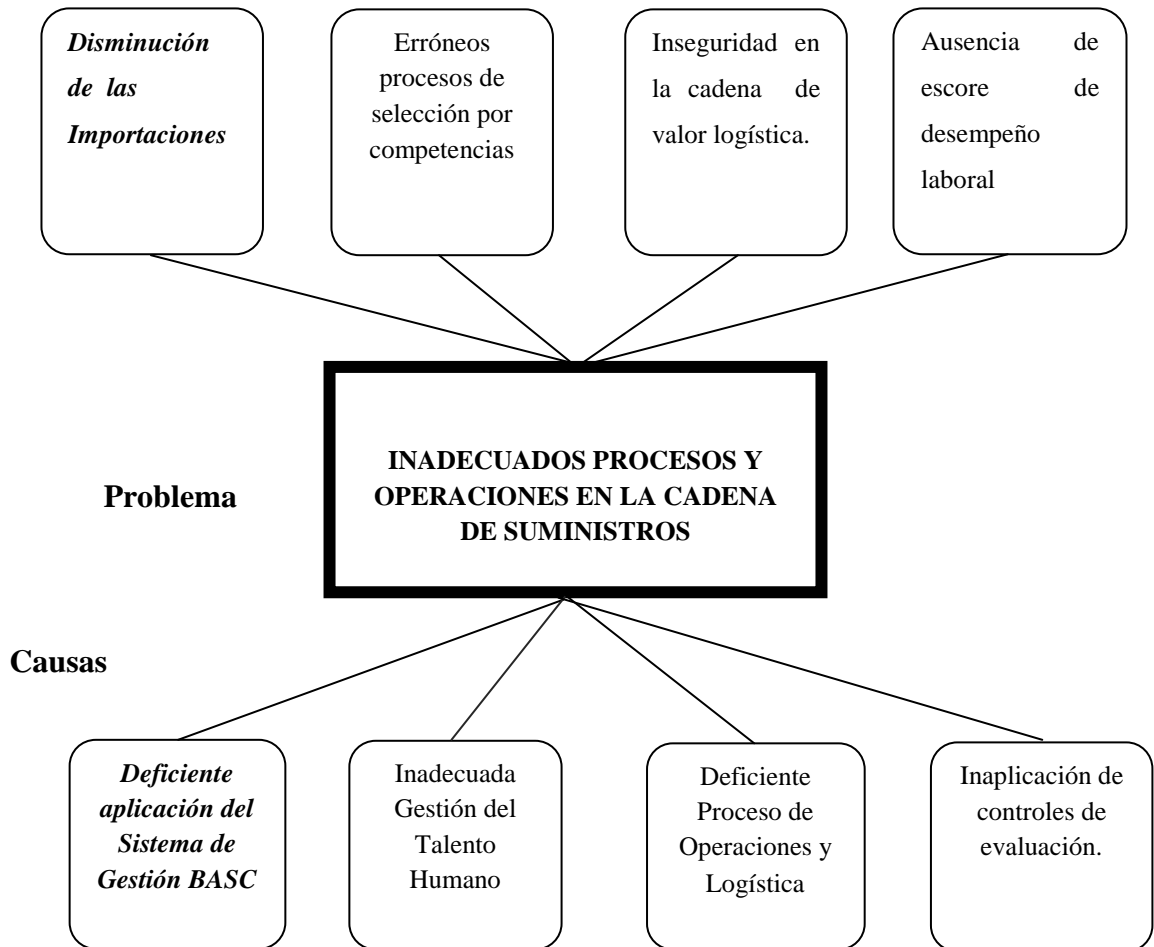 Disminución
de las
Importaciones
Erróneos
procesos de
selección por
competencias
Inseguridad en
la cadena de
valor logística.
Ausencia de
escore de
desempeño
laboral
Problema
INADECUADOS PROCESOS Y
OPERACIONES EN LA CADENA
DE SUMINISTROS
Causas
Deficiente
aplicación del
Sistema de
Gestión BASC
Inadecuada
Gestión del
Talento
Humano
Deficiente
Proceso de
Operaciones y
Logística
Inaplicación de
controles de
evaluación.